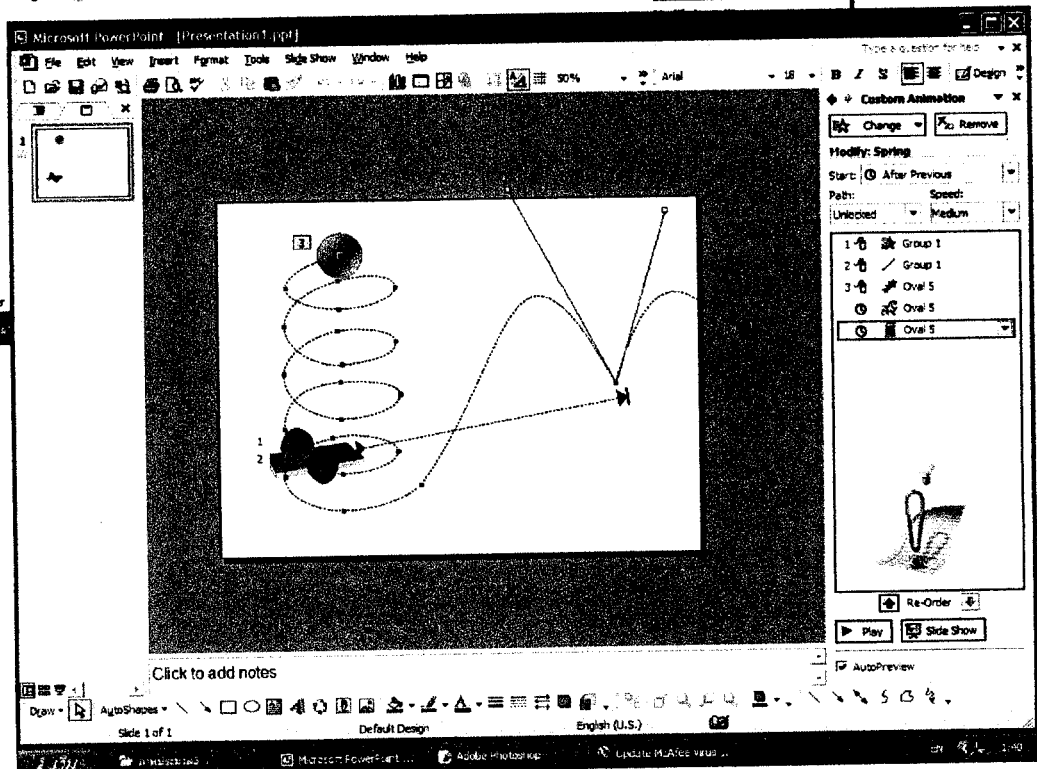 Microsoft PowerPoint - [Presentation1.ppt]
File Edit View Insert Format Tools Slide Show Window Help
Type a question for help
50%
Arial
18
B I S
Design
Custom Animation
Change
Remove
1
Modify: Spring
Start: After Previous
Path: Speed:
Unlocked Medium
3
1 Group 1
2 Group 1
3 Oval 5
Oval 5
Oval 5
1
2
Re-Order
Play Slide Show
AutoPreview
Click to add notes
Draw AutoShapes
Slide 1 of 1 Default Design English (U.S.)
Microsoft PowerPoint ... Adobe Photoshop Update McAfee Virus ... EN 1:40